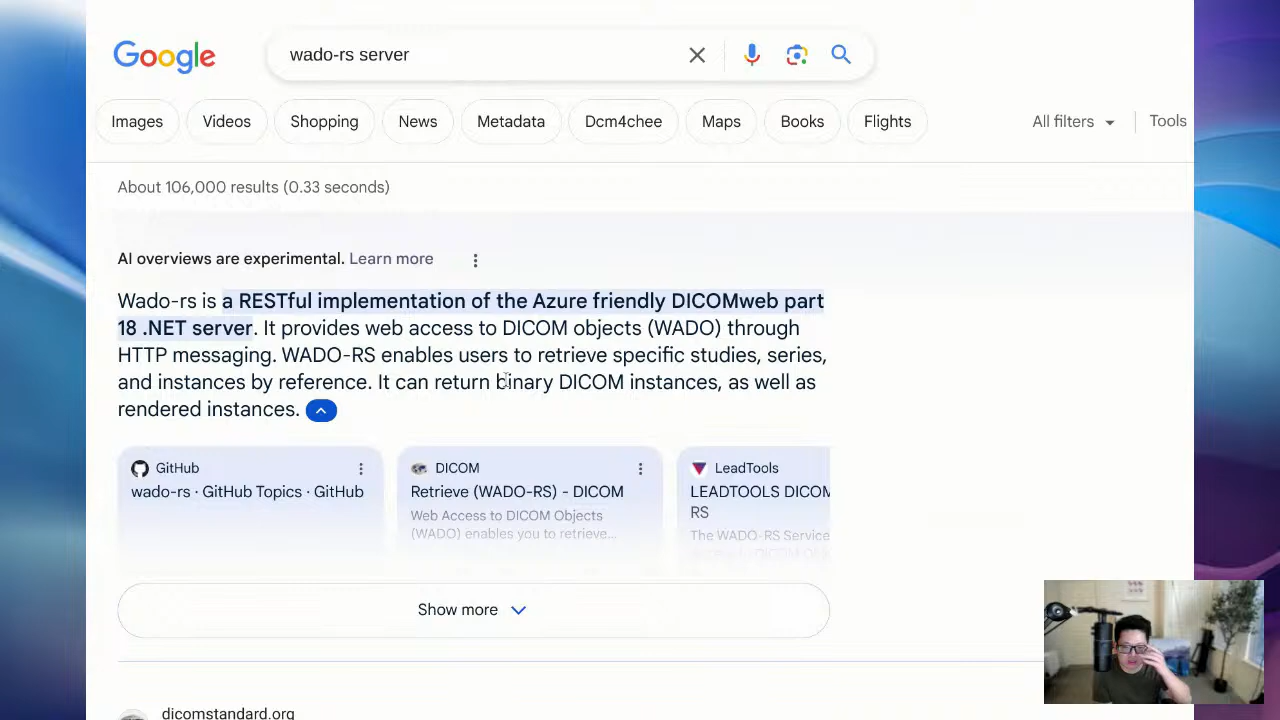 Google
wado-rs server
Images Videos Shopping News Metadata Dcm4chee Maps Books Flights All filters Tools
About 106,000 results (0.33 seconds)
AI overviews are experimental. Learn more
Wado-rs is a RESTful implementation of the Azure friendly DICOMweb part
18 .NET server. It provides web access to DICOM objects (WADO) through
HTTP messaging. WADO-RS enables users to retrieve specific studies, series,
and instances by reference. It can return binary DICOM instances, as well as
rendered instances.
GitHub
wado-rs · GitHub Topics · GitHub
DICOM
Retrieve (WADO-RS) - DICOM
Web Access to DICOM Objects
(WADO) enables you to retrieve...
LeadTools
LEADTOOLS DICOM
RS
The WADO-RS Service
Show more
dicomstandard.org